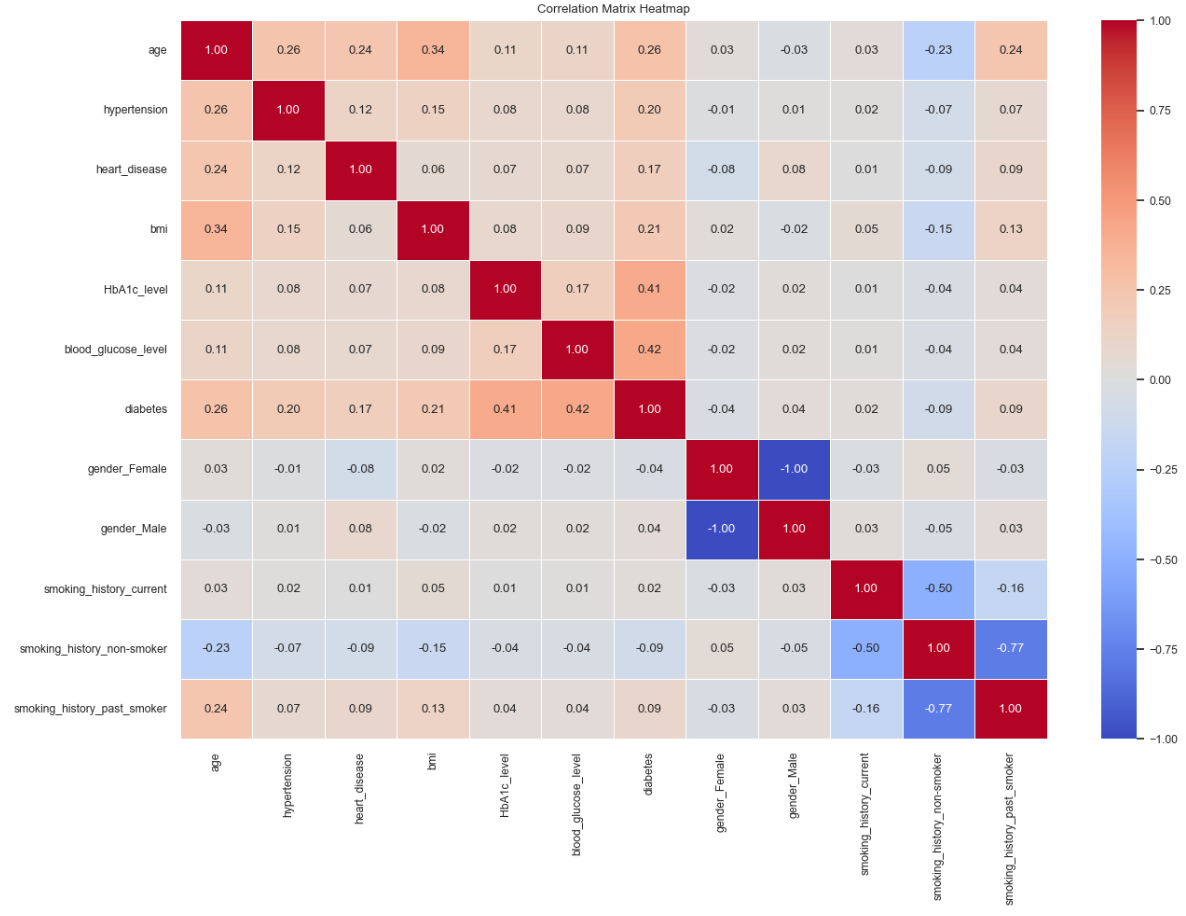 Correlation Matrix Heatmap
age 1.00 0.26 0.24 0.34 0.11 0.11 0.26 0.03 -0.03 0.03 -0.23 0.24
hypertension 0.26 1.00 0.12 0.15 0.08 0.08 0.20 -0.01 0.01 0.02 -0.07 0.07
heart_disease 0.24 0.12 1.00 0.06 0.07 0.07 0.17 -0.08 0.08 0.01 -0.09 0.09
bmi 0.34 0.15 0.06 1.00 0.08 0.09 0.21 0.02 -0.02 0.05 -0.15 0.13
HbA1c_level 0.11 0.08 0.07 0.08 1.00 0.17 0.41 -0.02 0.02 0.01 -0.04 0.04
blood_glucose_level 0.11 0.08 0.07 0.09 0.17 1.00 0.42 -0.02 0.02 0.01 -0.04 0.04
diabetes 0.26 0.20 0.17 0.21 0.41 0.42 1.00 -0.04 0.04 0.02 -0.09 0.09
gender_Female 0.03 -0.01 -0.08 0.02 -0.02 -0.02 -0.04 1.00 -1.00 -0.03 0.05 -0.03
gender_Male -0.03 0.01 0.08 -0.02 0.02 0.02 0.04 -1.00 1.00 0.03 -0.05 0.03
smoking_history_current 0.03 0.02 0.01 0.05 0.01 0.01 0.02 -0.03 0.03 1.00 -0.50 -0.16
smoking_history_non-smoker -0.23 -0.07 -0.09 -0.15 -0.04 -0.04 -0.09 0.05 -0.05 -0.50 1.00 -0.77
smoking_history_past_smoker 0.24 0.07 0.09 0.13 0.04 0.04 0.09 -0.03 0.03 -0.16 -0.77 1.00
age
hypertension
heart_disease
bmi
HbA1c_level
blood_glucose_level
diabetes
gender_Female
gender_Male
smoking_history_current
smoking_history_non-smoker
smoking_history_past_smoker
1.00
0.75
0.50
0.25
0.00
−0.25
−0.50
−0.75
−1.00